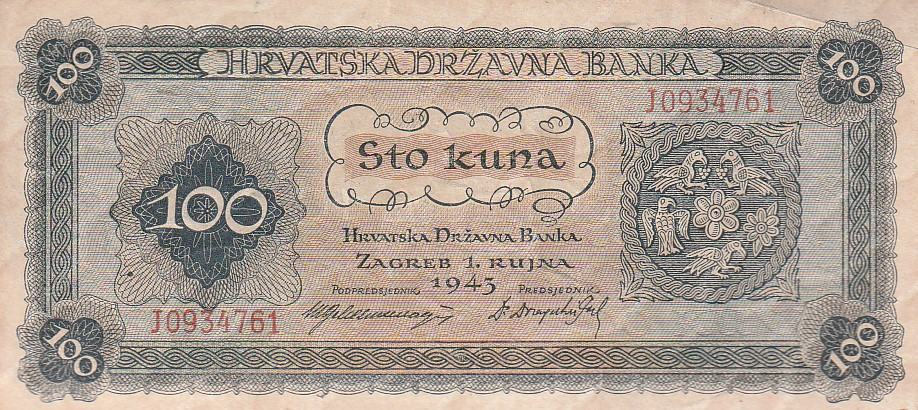 100
HRVATSKA DRŽAVNA BANKA
100
J0934761
Sto kuna
100
HRVATSKA DRŽAVNA BANKA
ZAGREB 1. RUJNA
1943
PODPREDSJEDNIK PREDSJEDNIK
J0934761
100
100